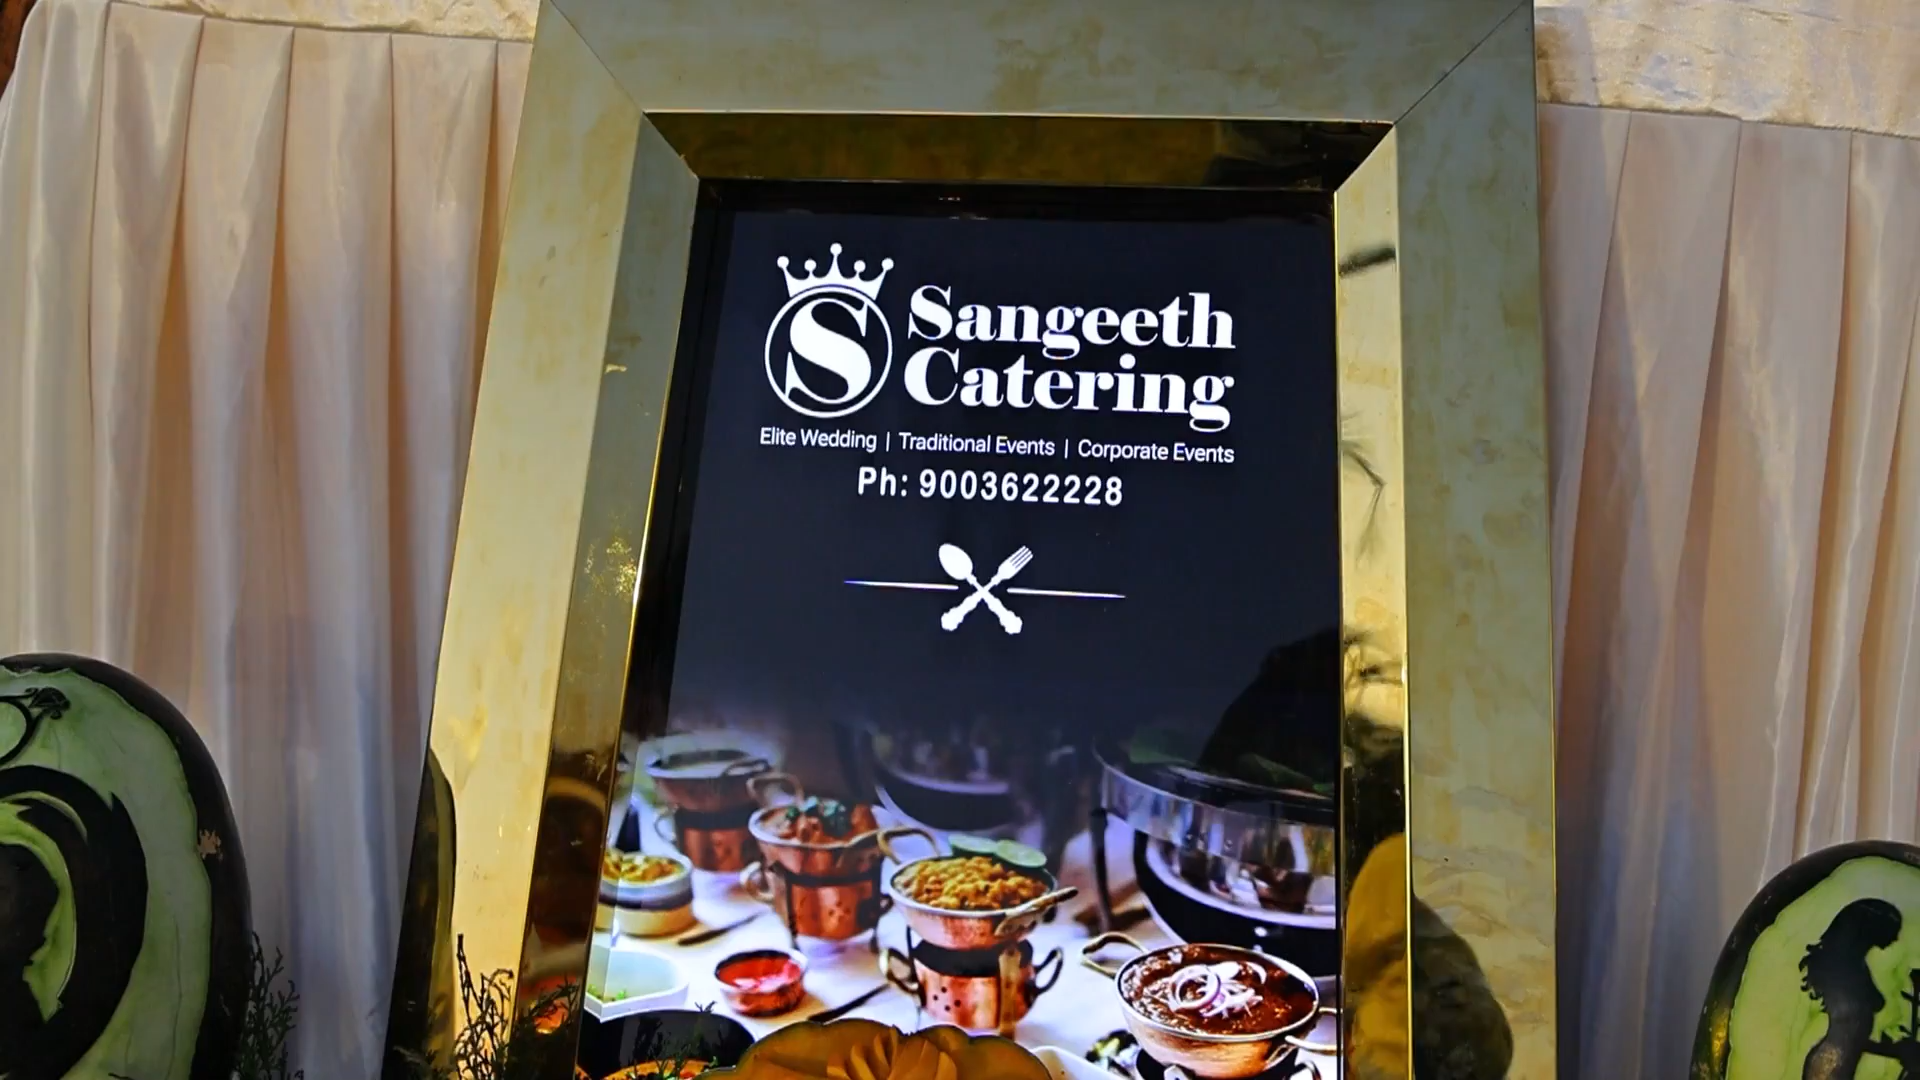 S
Sangeeth
Catering
Elite Wedding | Traditional Events | Corporate Events
Ph: 9003622228